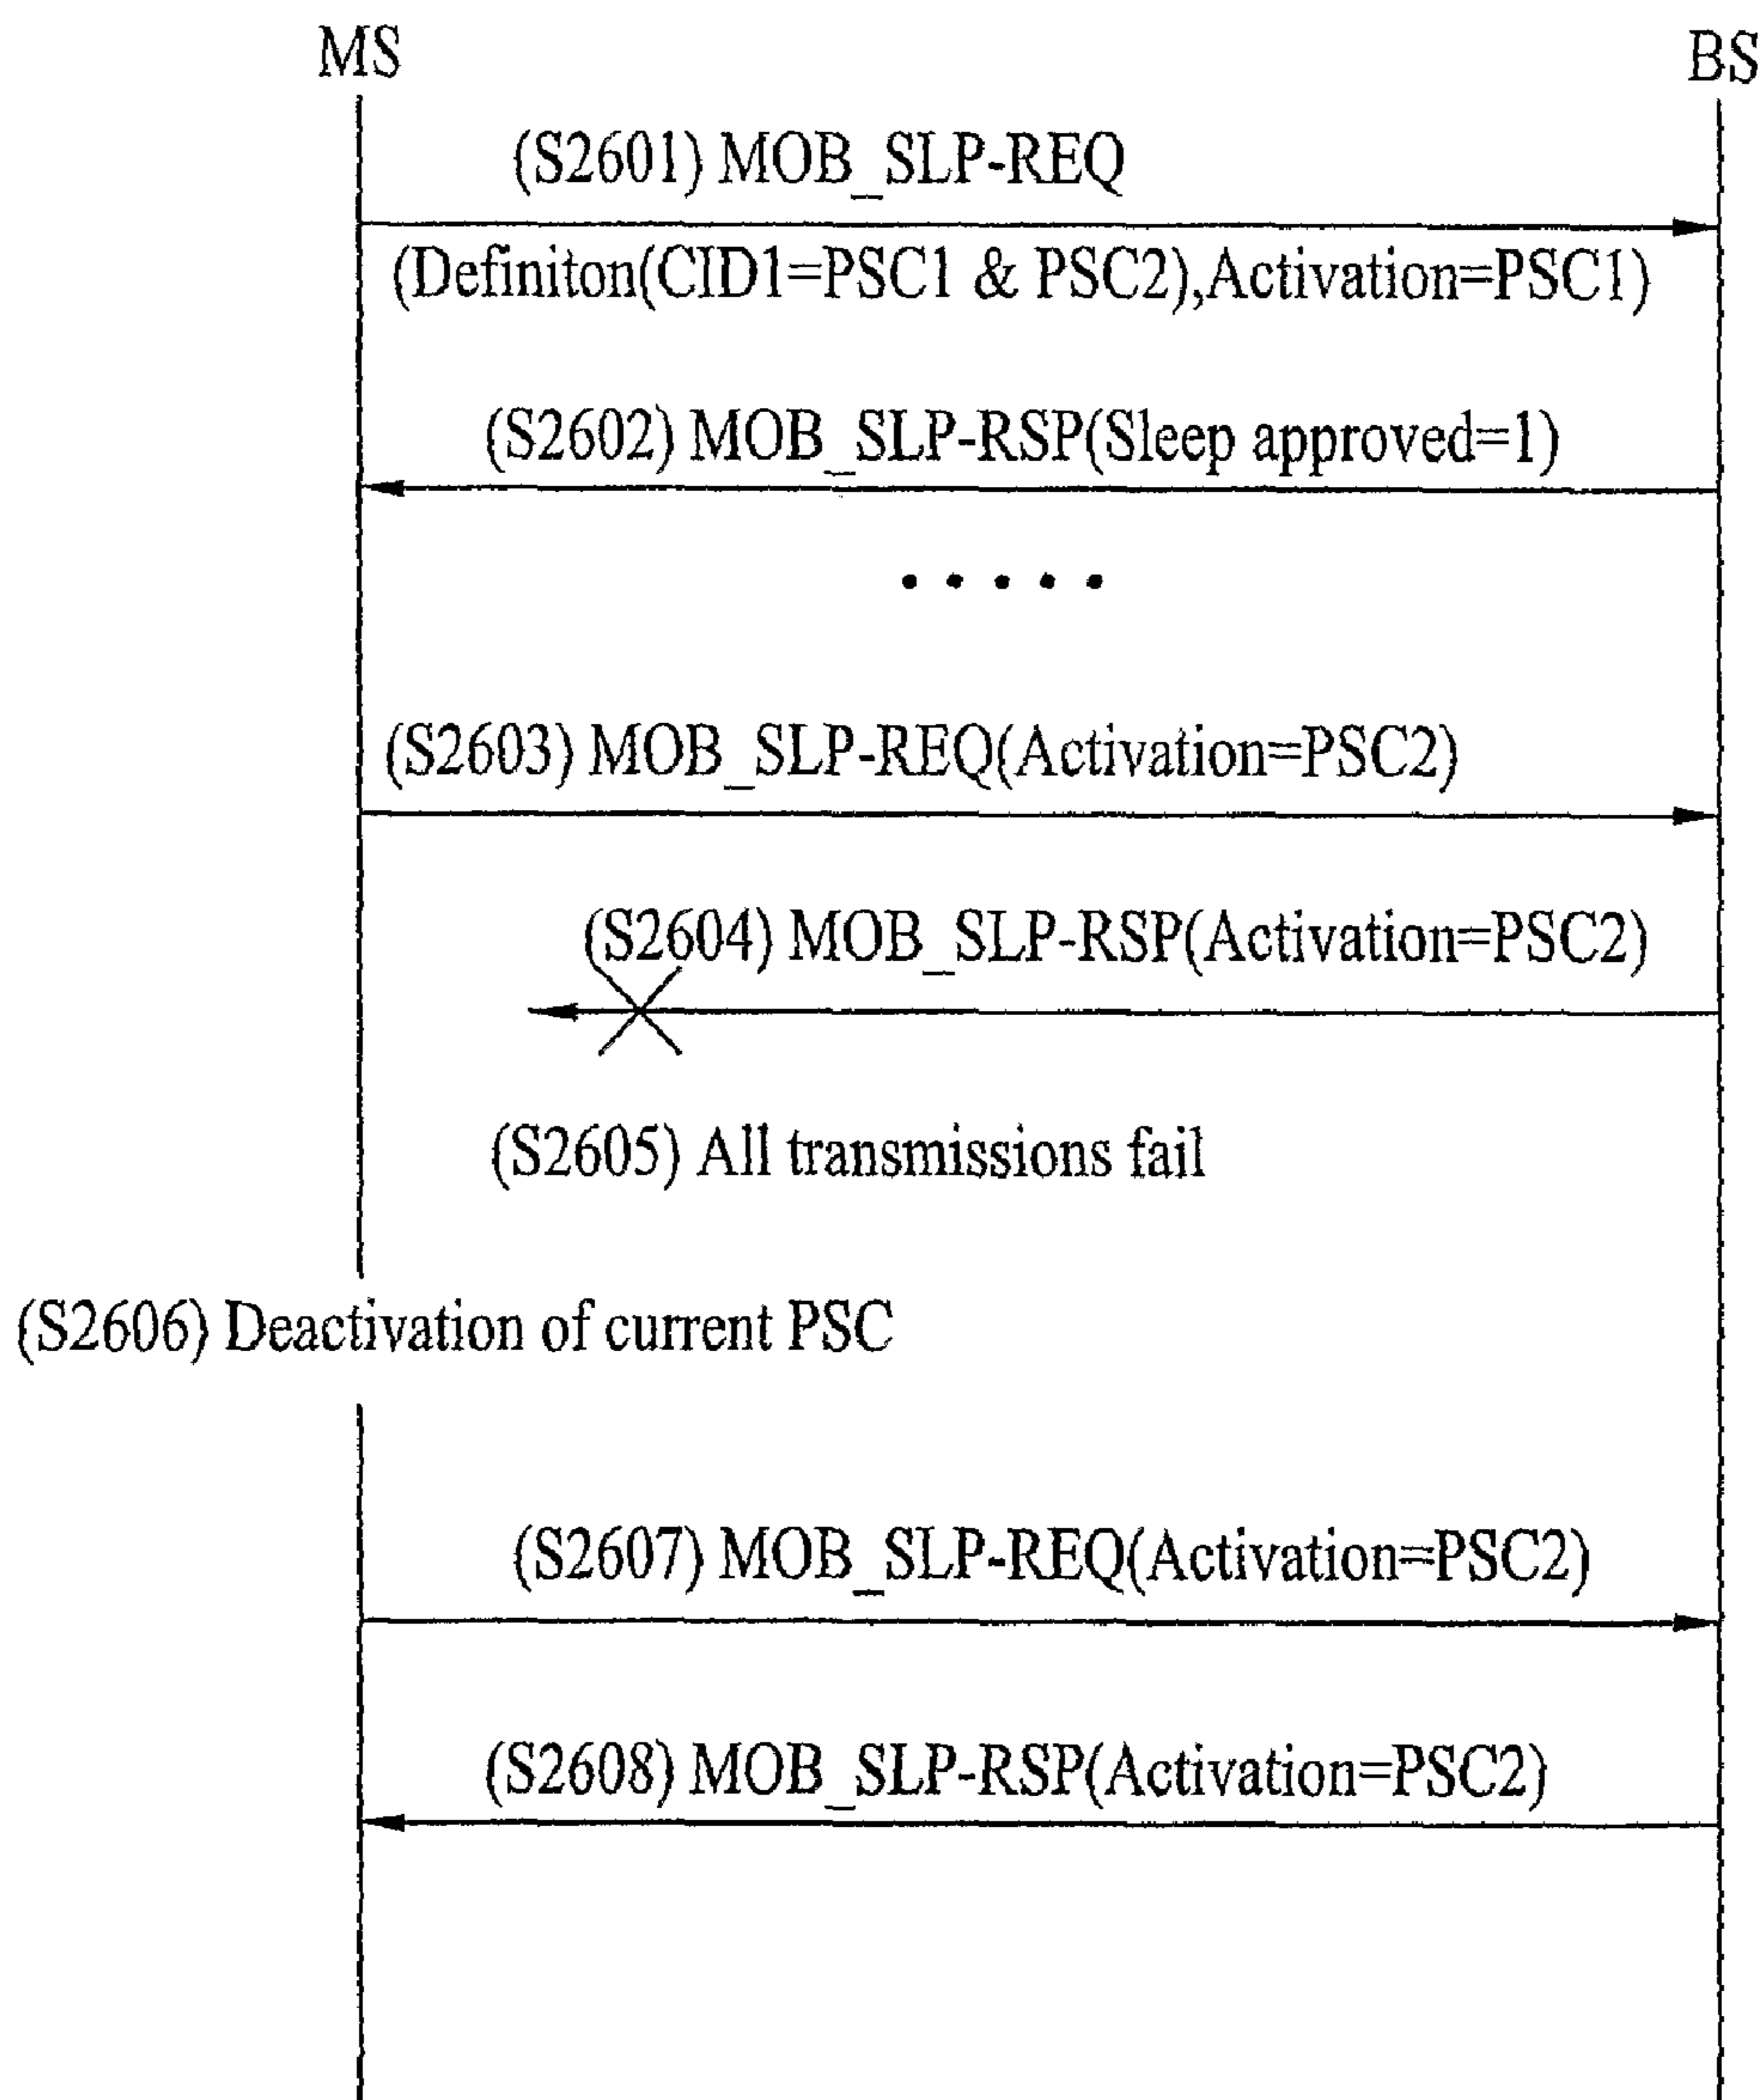 MS
BS
(S2601) MOB_SLP-REQ
(Definiton(CID1=PSC1 & PSC2),Activation=PSC1)
(S2602) MOB_SLP-RSP(Sleep approved=1)
(S2603) MOB_SLP-REQ(Activation=PSC2)
(S2604) MOB_SLP-RSP(Activation=PSC2)
(S2605) All transmissions fail
(S2606) Deactivation of current PSC
(S2607) MOB_SLP-REQ(Activation=PSC2)
(S2608) MOB_SLP-RSP(Activation=PSC2)